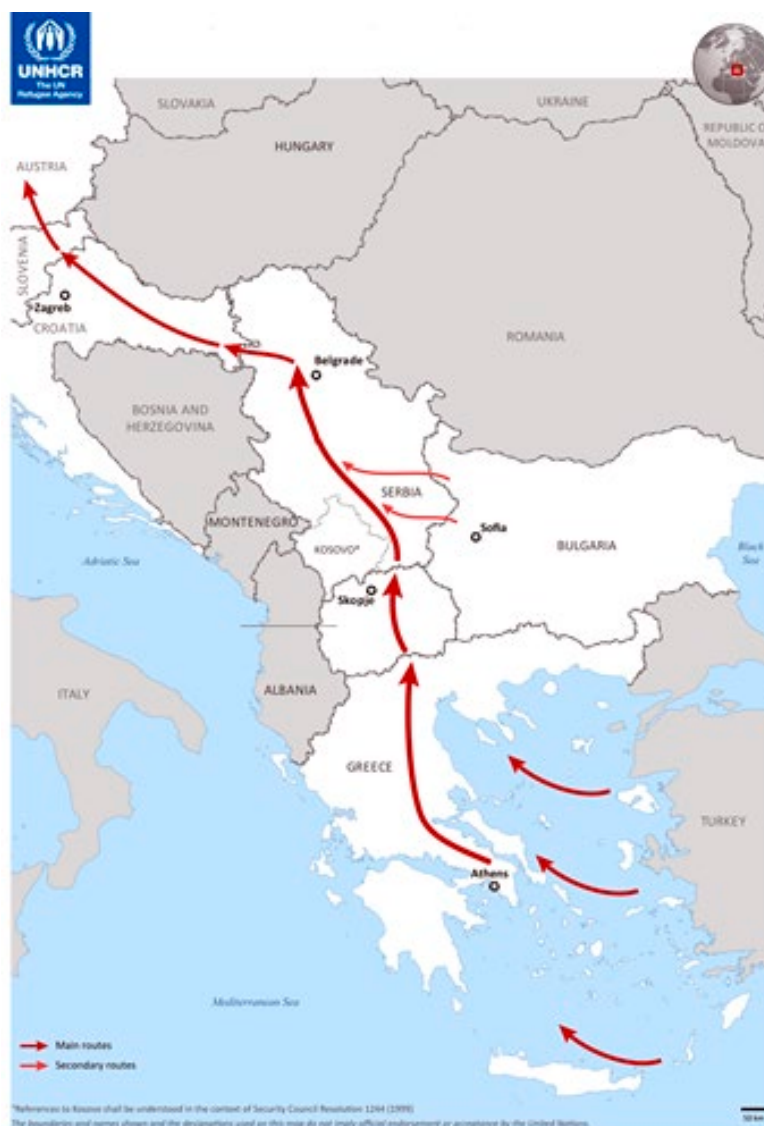 UNHCR
The UN
Refugee Agency
SLOVAKIA
UKRAINE
REPUBLIC O
MOLDOVA
HUNGARY
AUSTRIA
SLOVENIA
Zagreb
CROATIA
ROMANIA
Belgrade
BOSNIA AND
HERZEGOVINA
SERBIA
MONTENEGRO
Sofia
KOSOVO*
BULGARIA
Black
Sea
Adriatic Sea
Skopje
ITALY
ALBANIA
GREECE
TURKEY
Athens
Mediterranean Sea
Main routes
Secondary routes
*References to Kosovo shall be understood in the context of Security Council Resolution 1244 (1999)
50 km
The boundaries and names shown and the designations used on this map do not imply official endorsement or acceptance by the United Nations.